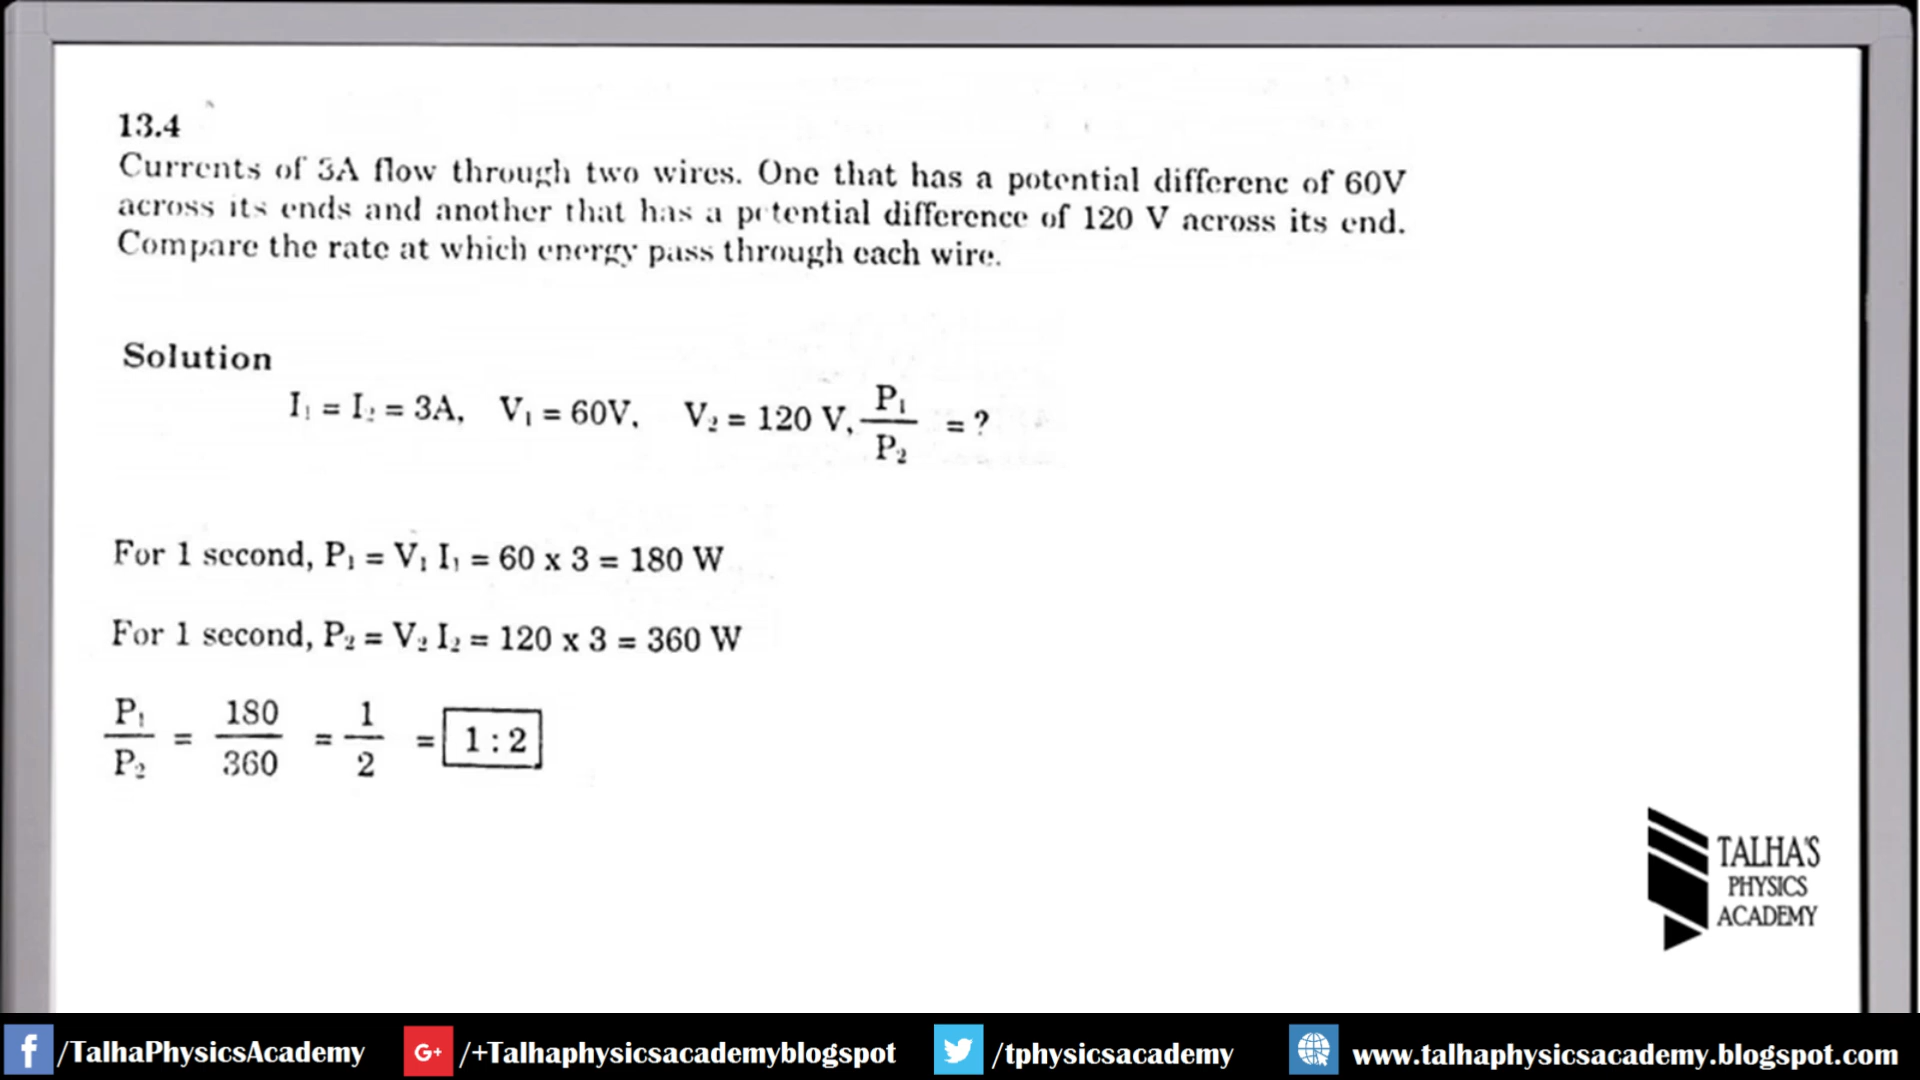 13.4
Currents of 3A flow through two wires. One that has a potential differenc of 60V
across its ends and another that has a potential difference of 120 V across its end.
Compare the rate at which energy pass through each wire.
Solution
I₁ = I₂ = 3A, V₁ = 60V, V₂ = 120 V, P₁/P₂ = ?
For 1 second, P₁ = V₁ I₁ = 60 x 3 = 180 W
For 1 second, P₂ = V₂ I₂ = 120 x 3 = 360 W
P₁/P₂ = 180/360 = 1/2 = 1 : 2
TALHA'S
PHYSICS
ACADEMY
f /TalhaPhysicsAcademy G+ /+Talhaphysicsacademyblogspot /tphysicsacademy www.talhaphysicsacademy.blogspot.com